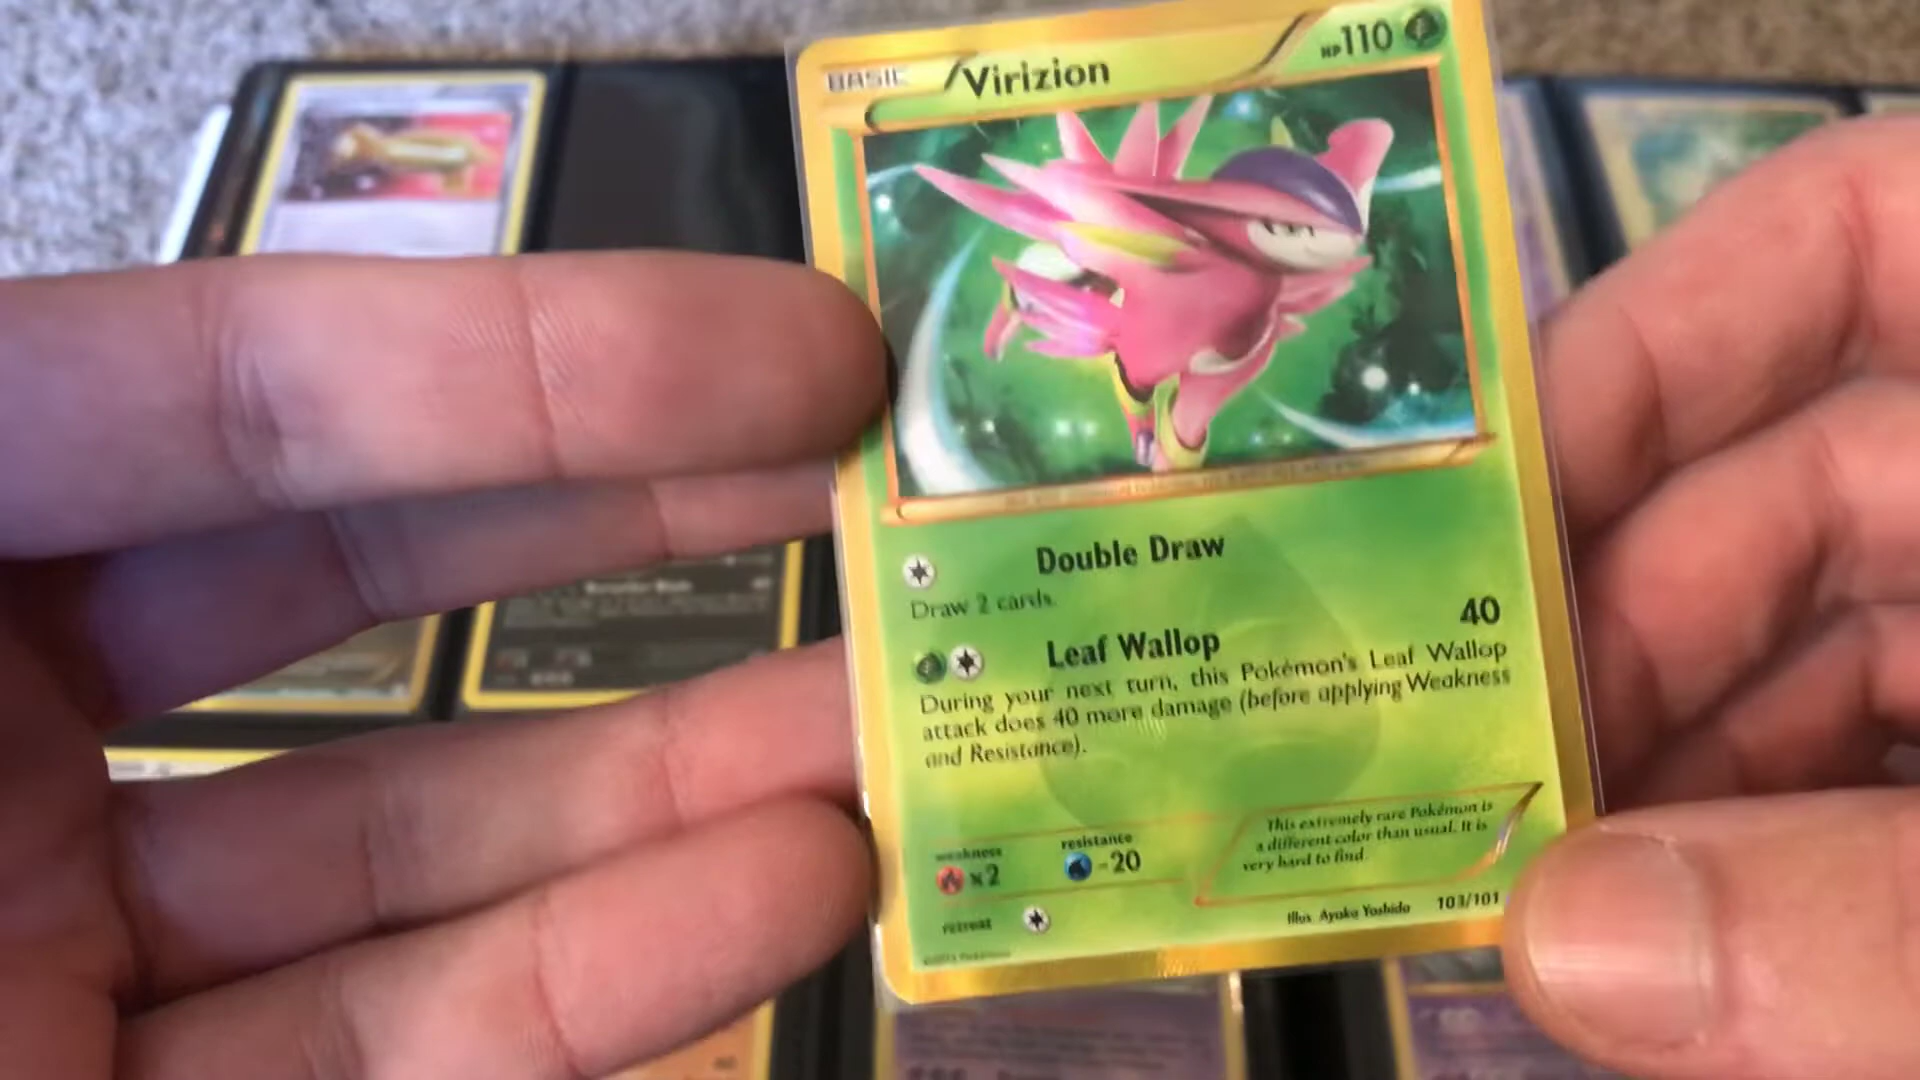 BASIC Virizion HP110
Double Draw
Draw 2 cards.
Leaf Wallop 40
During your next turn, this Pokémon's Leaf Wallop
attack does 40 more damage (before applying Weakness
and Resistance).
weakness resistance
×2 -20
retreat
This extremely rare Pokémon is
a different color than usual. It is
very hard to find.
Illus. Ayaka Yoshida 103/101